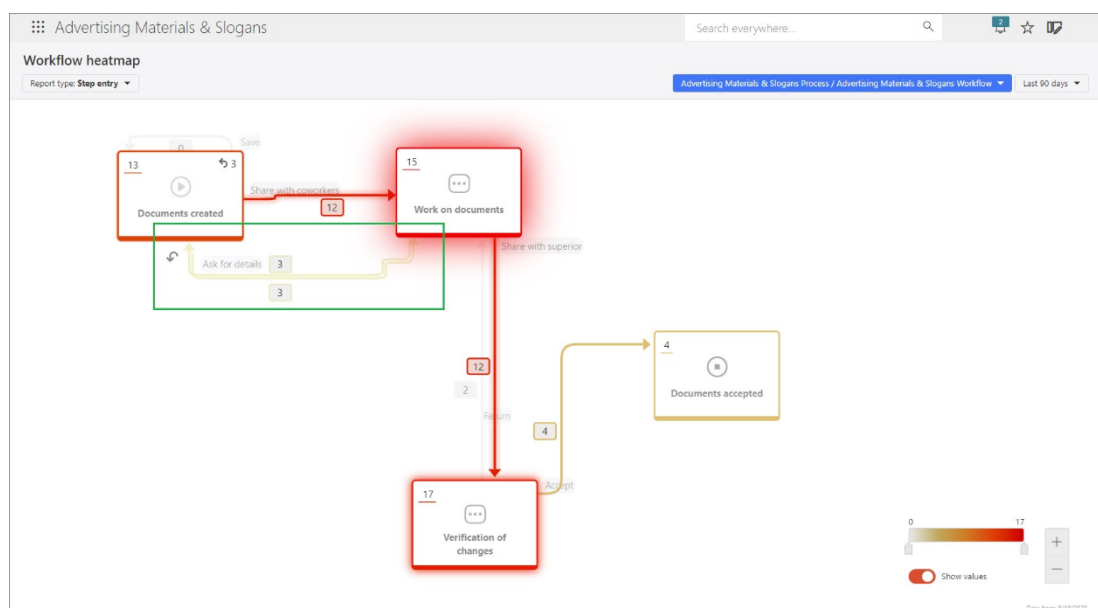 Advertising Materials & Slogans
Search everywhere...
2
Workflow heatmap
Report type: Step entry
Advertising Materials & Slogans Process / Advertising Materials & Slogans Workflow
Last 90 days
Save
0
13
3
Documents created
Share with coworkers
12
15
Work on documents
Ask for details
3
3
Share with superior
12
2
Return
4
Documents accepted
4
Accept
17
Verification of
changes
0
17
Show values